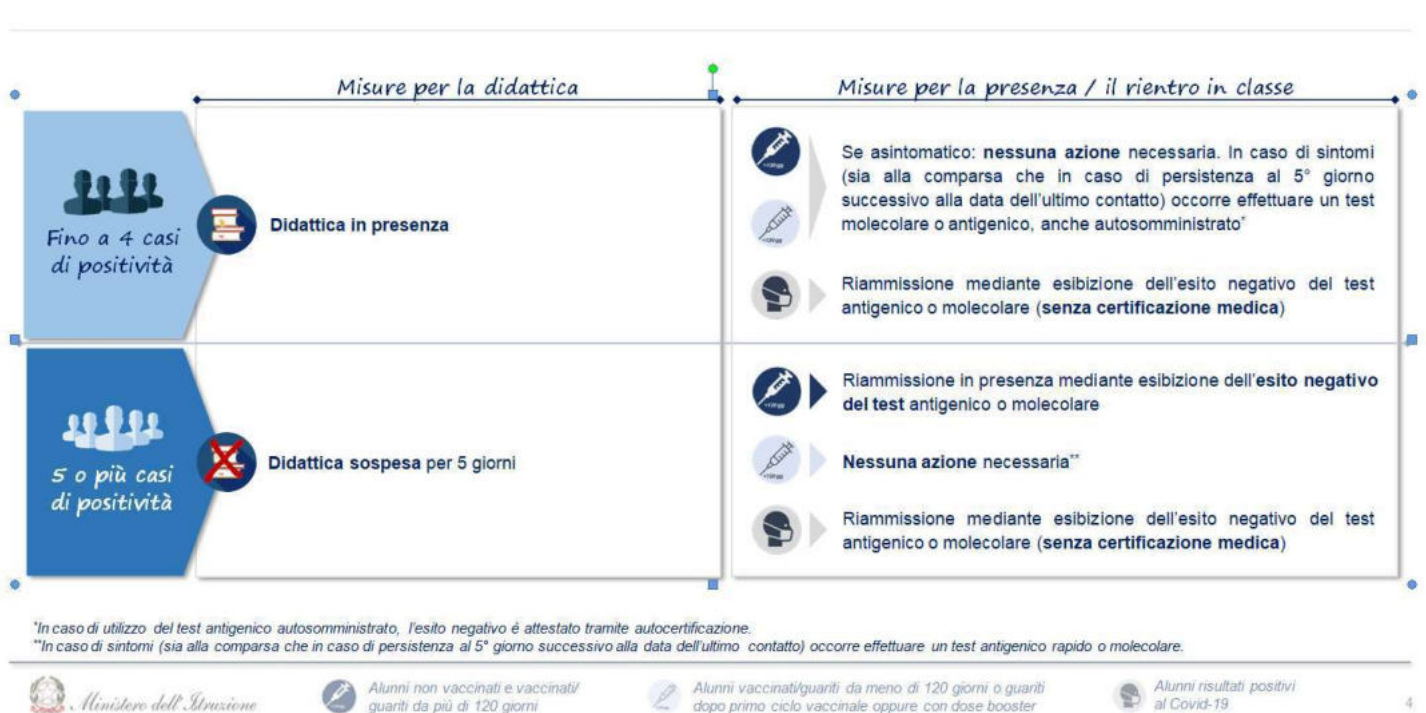 Misure per la didattica
Misure per la presenza / il rientro in classe
Fino a 4 casi
di positività
Didattica in presenza
Se asintomatico: nessuna azione necessaria. In caso di sintomi
(sia alla comparsa che in caso di persistenza al 5° giorno
successivo alla data dell'ultimo contatto) occorre effettuare un test
molecolare o antigenico, anche autosomministrato*
Riammissione mediante esibizione dell'esito negativo del test
antigenico o molecolare (senza certificazione medica)
5 o più casi
di positività
Didattica sospesa per 5 giorni
Riammissione in presenza mediante esibizione dell'esito negativo
del test antigenico o molecolare
Nessuna azione necessaria**
Riammissione mediante esibizione dell'esito negativo del test
antigenico o molecolare (senza certificazione medica)
*In caso di utilizzo del test antigenico autosomministrato, l'esito negativo é attestato tramite autocertificazione.
**In caso di sintomi (sia alla comparsa che in caso di persistenza al 5° giorno successivo alla data dell'ultimo contatto) occorre effettuare un test antigenico rapido o molecolare.
Ministero dell'Istruzione
Alunni non vaccinati e vaccinati/
guariti da più di 120 giorni
Alunni vaccinati/guariti da meno di 120 giorni o guariti
dopo primo ciclo vaccinale oppure con dose booster
Alunni risultati positivi
al Covid-19
4